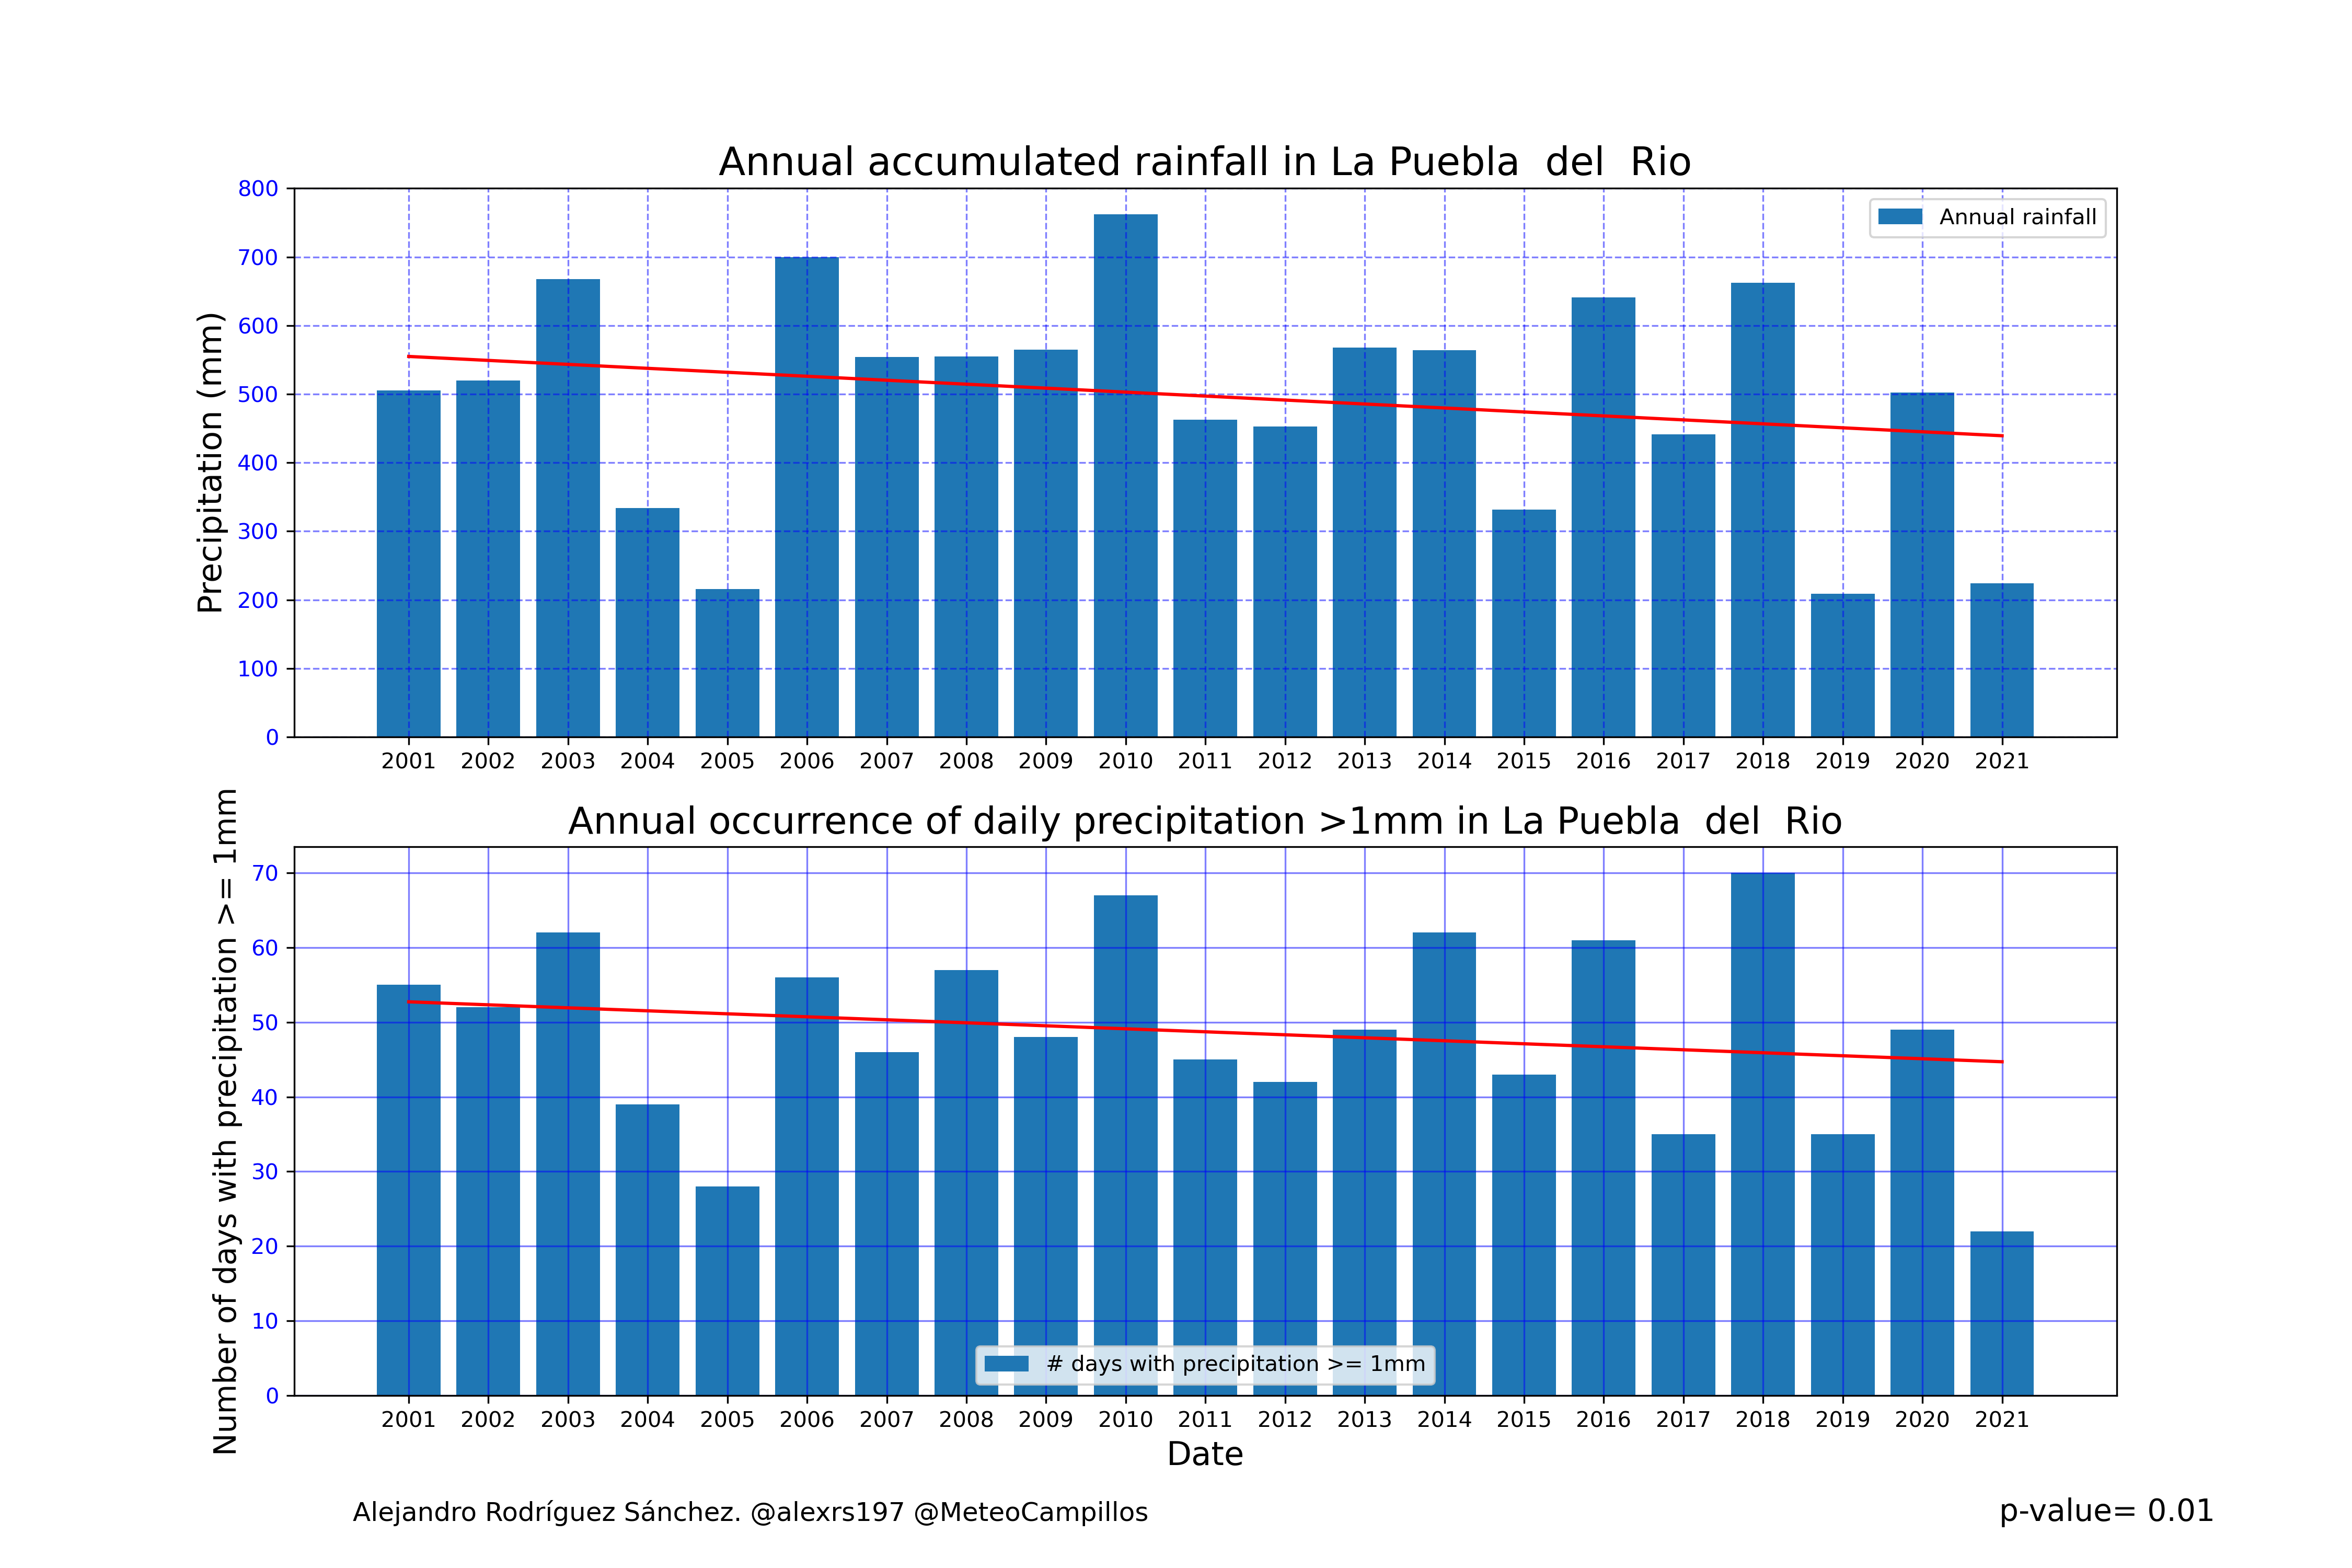 Annual accumulated rainfall in La Puebla  del  Rio
Precipitation (mm)
800
700
600
500
400
300
200
100
0
Annual rainfall
2001 2002 2003 2004 2005 2006 2007 2008 2009 2010 2011 2012 2013 2014 2015 2016 2017 2018 2019 2020 2021
Annual occurrence of daily precipitation >1mm in La Puebla  del  Rio
Number of days with precipitation >= 1mm
70
60
50
40
30
20
10
0
# days with precipitation >= 1mm
2001 2002 2003 2004 2005 2006 2007 2008 2009 2010 2011 2012 2013 2014 2015 2016 2017 2018 2019 2020 2021
Date
Alejandro Rodríguez Sánchez. @alexrs197 @MeteoCampillos
p-value= 0.01